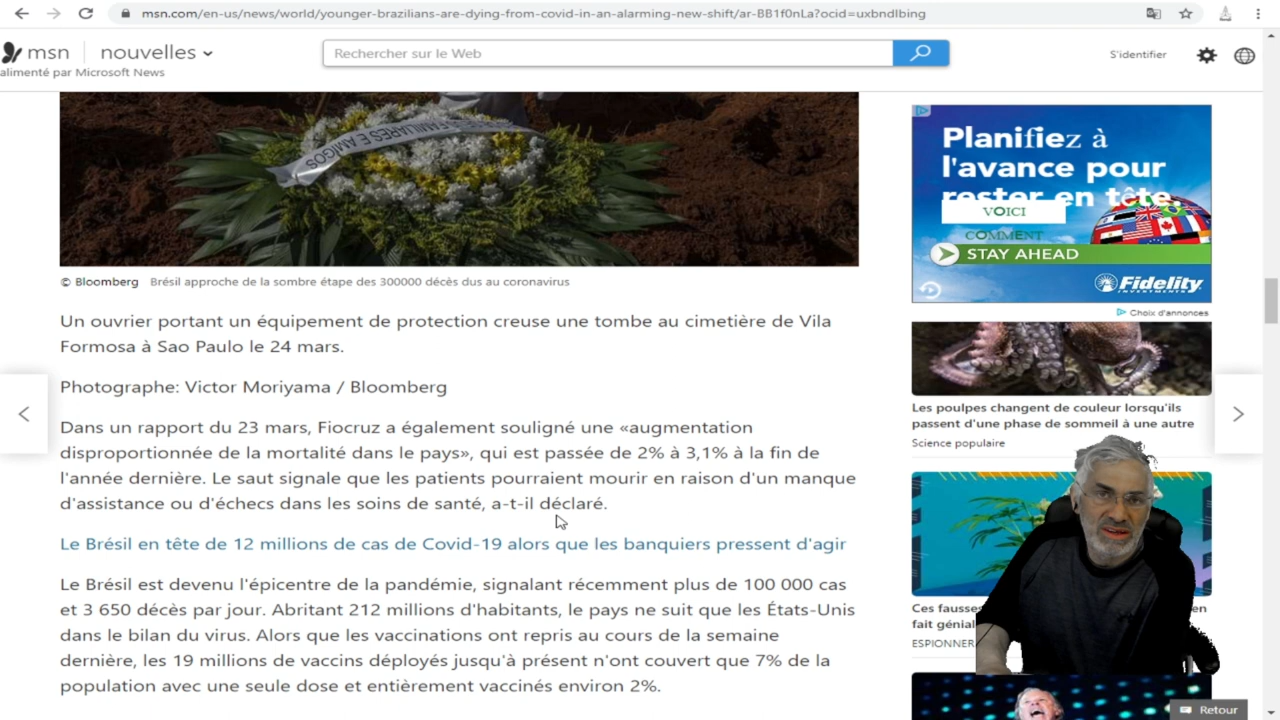 msn.com/en-us/news/world/younger-brazilians-are-dying-from-covid-in-an-alarming-new-shift/ar-BB1f0nLa?ocid=uxbndlbing
msn nouvelles
alimenté par Microsoft News
Rechercher sur le Web
S'identifier
FAMILIARES E AMIGOS
© Bloomberg Brésil approche de la sombre étape des 300000 décès dus au coronavirus
Un ouvrier portant un équipement de protection creuse une tombe au cimetière de Vila
Formosa à Sao Paulo le 24 mars.
Photographe: Victor Moriyama / Bloomberg
Dans un rapport du 23 mars, Fiocruz a également souligné une «augmentation
disproportionnée de la mortalité dans le pays», qui est passée de 2% à 3,1% à la fin de
l'année dernière. Le saut signale que les patients pourraient mourir en raison d'un manque
d'assistance ou d'échecs dans les soins de santé, a-t-il déclaré.
Le Brésil en tête de 12 millions de cas de Covid-19 alors que les banquiers pressent d'agir
Le Brésil est devenu l'épicentre de la pandémie, signalant récemment plus de 100 000 cas
et 3 650 décès par jour. Abritant 212 millions d'habitants, le pays ne suit que les États-Unis
dans le bilan du virus. Alors que les vaccinations ont repris au cours de la semaine
dernière, les 19 millions de vaccins déployés jusqu'à présent n'ont couvert que 7% de la
population avec une seule dose et entièrement vaccinés environ 2%.
Planifiez à
l'avance pour
rester en tête.
VOICI
COMMENT
STAY AHEAD
Fidelity
INVESTMENTS
Choix d'annonces
Les poulpes changent de couleur lorsqu'ils
passent d'une phase de sommeil à une autre
Science populaire
Ces fausses
en
fait génial
ESPIONNER
Retour